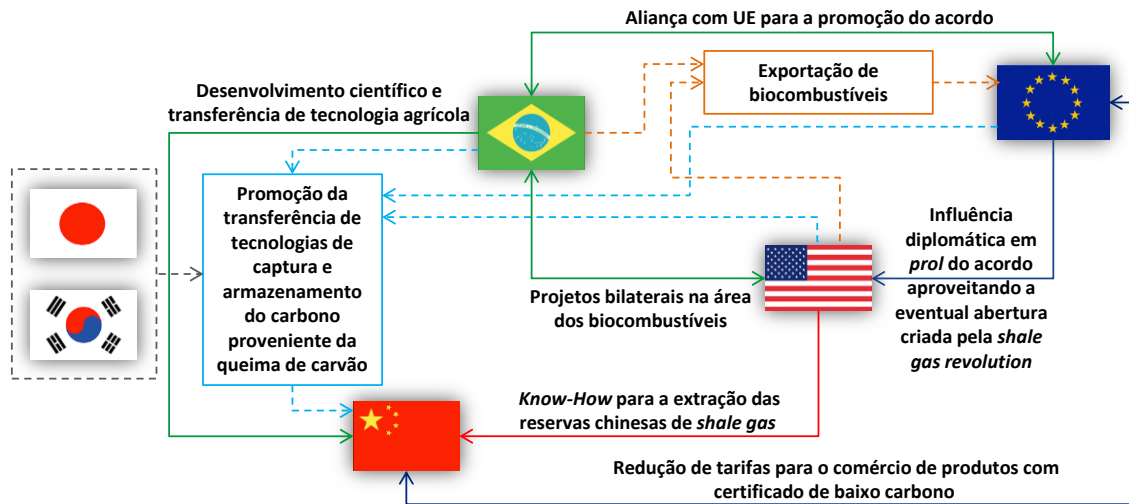 Aliança com UE para a promoção do acordo
Exportação de
biocombustíveis
Desenvolvimento científico e
transferência de tecnologia agrícola
Promoção da
transferência de
tecnologias de
captura e
armazenamento
do carbono
proveniente da
queima de carvão
Influência
diplomática em
prol do acordo
aproveitando a
eventual abertura
criada pela shale
gas revolution
Projetos bilaterais na área
dos biocombustíveis
Know-How para a extração das
reservas chinesas de shale gas
Redução de tarifas para o comércio de produtos com
certificado de baixo carbono